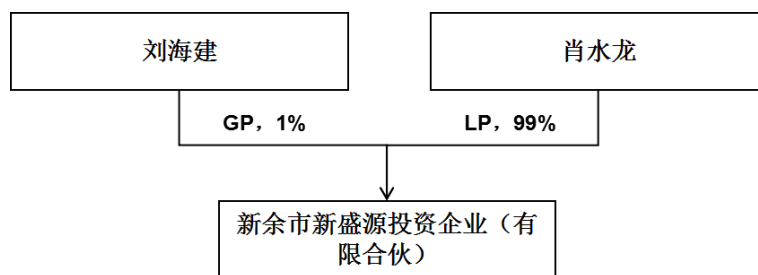 刘海建
肖水龙
GP，1%
LP，99%
新余市新盛源投资企业（有
限合伙）